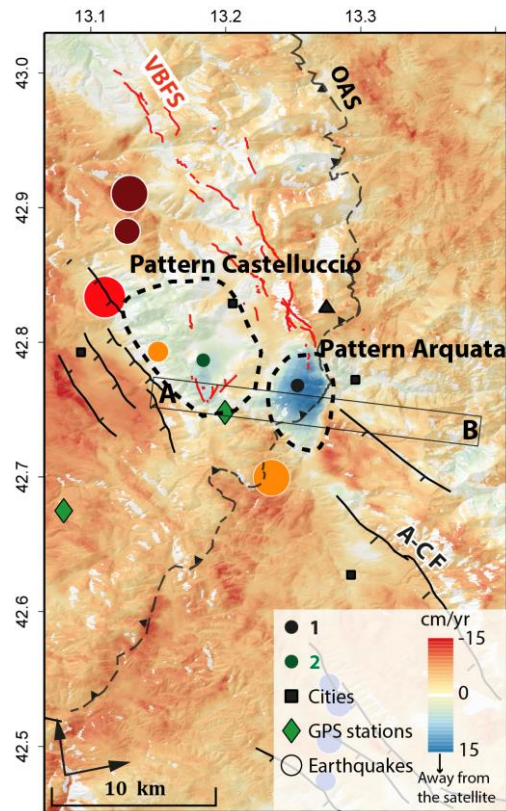 13.1 13.2 13.3
43.0
VBFS
OAS
42.9
Pattern Castelluccio
42.8
Pattern Arquata
A
B
42.7
A-CF
42.6
42.5
1
2
Cities
GPS stations
Earthquakes
cm/yr
-15
0
15
Away from
the satellite
10 km